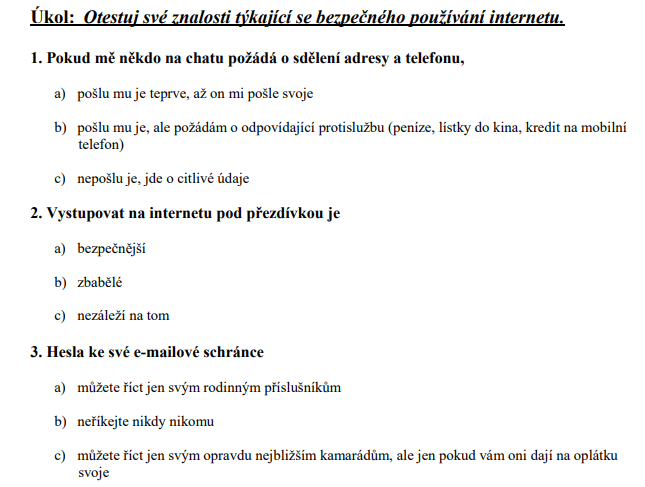 Úkol: Otestuj své znalosti týkající se bezpečného používání internetu.
1. Pokud mě někdo na chatu požádá o sdělení adresy a telefonu,
a) pošlu mu je teprve, až on mi pošle svoje
b) pošlu mu je, ale požádám o odpovídající protislužbu (peníze, lístky do kina, kredit na mobilní
telefon)
c) nepošlu je, jde o citlivé údaje
2. Vystupovat na internetu pod přezdívkou je
a) bezpečnější
b) zbabělé
c) nezáleží na tom
3. Hesla ke své e-mailové schránce
a) můžete říct jen svým rodinným příslušníkům
b) neříkejte nikdy nikomu
c) můžete říct jen svým opravdu nejbližším kamarádům, ale jen pokud vám oni dají na oplátku
svoje